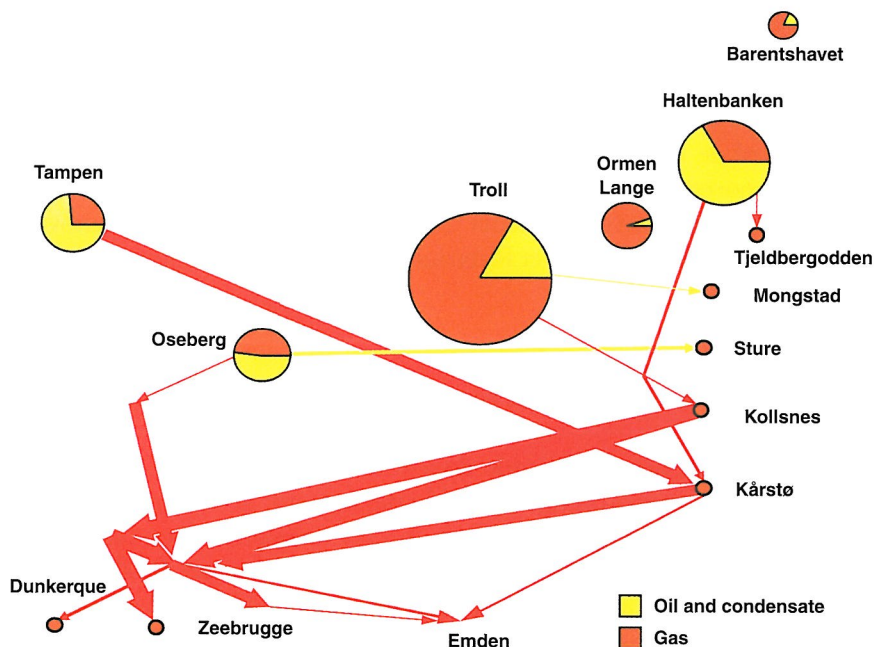 Barentshavet
Haltenbanken
Ormen
Lange
Tampen
Troll
Tjeldbergodden
Mongstad
Oseberg
Sture
Kollsnes
Kårstø
Dunkerque
Zeebrugge
Emden
Oil and condensate
Gas